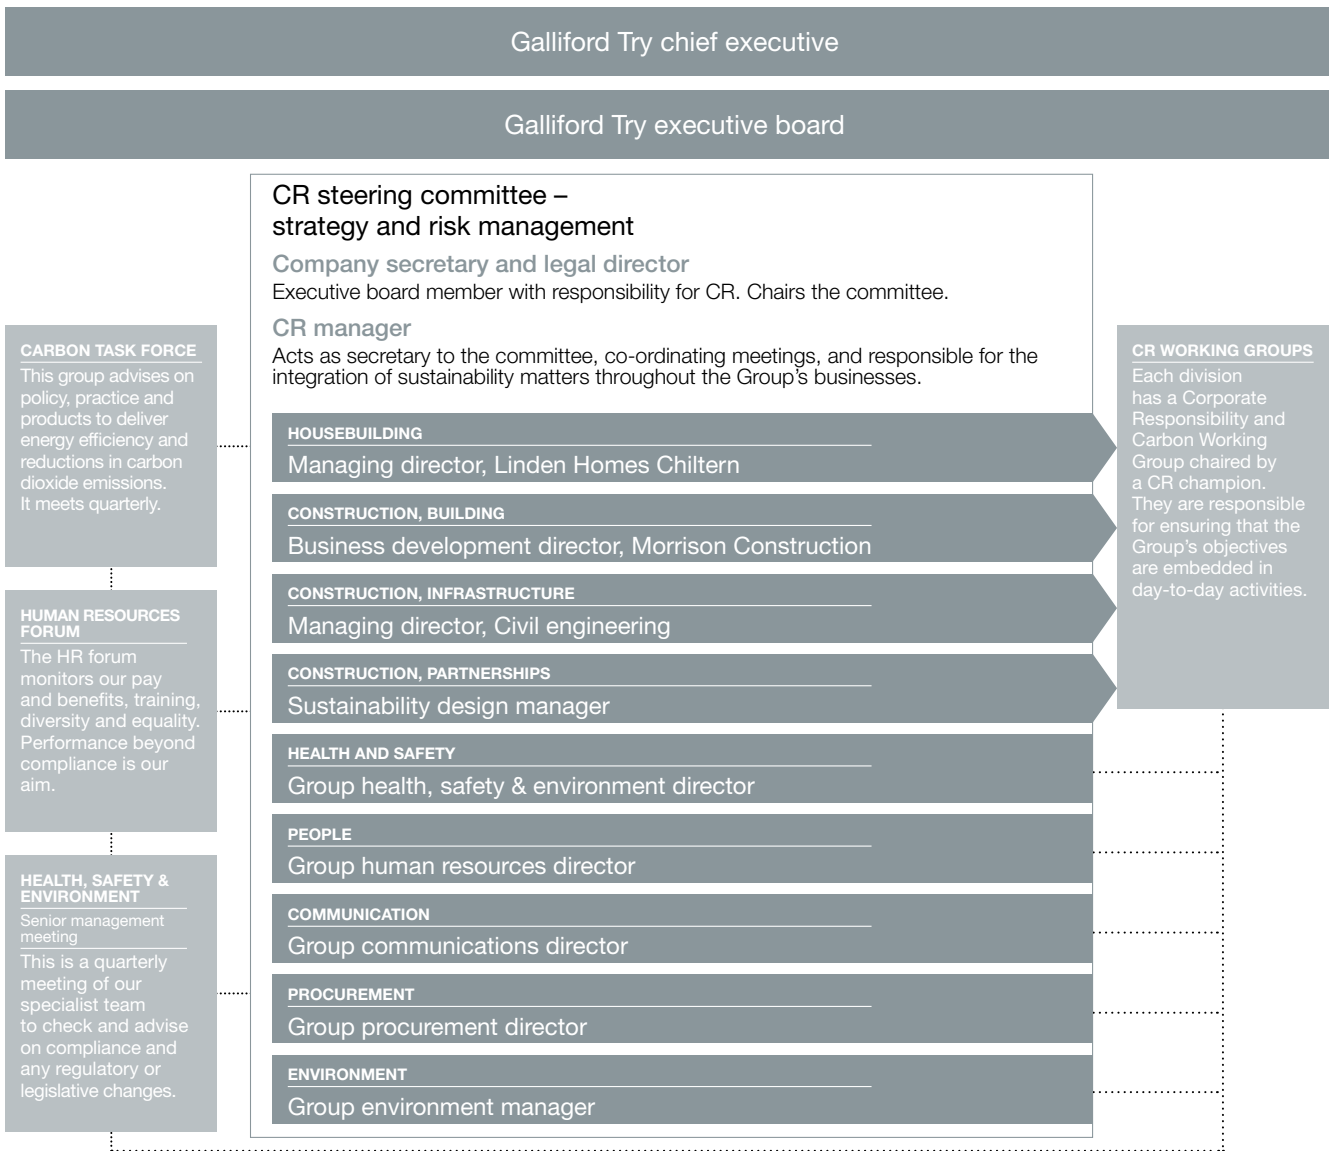 Galliford Try chief executive
Galliford Try executive board
CR steering committee –
strategy and risk management
Company secretary and legal director
Executive board member with responsibility for CR. Chairs the committee.
CR manager
Acts as secretary to the committee, co-ordinating meetings, and responsible for the
integration of sustainability matters throughout the Group's businesses.
CARBON TASK FORCE
This group advises on
policy, practice and
products to deliver
energy efficiency and
reductions in carbon
dioxide emissions.
It meets quarterly.
HUMAN RESOURCES
FORUM
The HR forum
monitors our pay
and benefits, training,
diversity and equality.
Performance beyond
compliance is our
aim.
HEALTH, SAFETY &
ENVIRONMENT
Senior management
meeting
This is a quarterly
meeting of our
specialist team
to check and advise
on compliance and
any regulatory or
legislative changes.
HOUSEBUILDING
Managing director, Linden Homes Chiltern
CONSTRUCTION, BUILDING
Business development director, Morrison Construction
CONSTRUCTION, INFRASTRUCTURE
Managing director, Civil engineering
CONSTRUCTION, PARTNERSHIPS
Sustainability design manager
HEALTH AND SAFETY
Group health, safety & environment director
PEOPLE
Group human resources director
COMMUNICATION
Group communications director
PROCUREMENT
Group procurement director
ENVIRONMENT
Group environment manager
CR WORKING GROUPS
Each division
has a Corporate
Responsibility and
Carbon Working
Group chaired by
a CR champion.
They are responsible
for ensuring that the
Group's objectives
are embedded in
day-to-day activities.